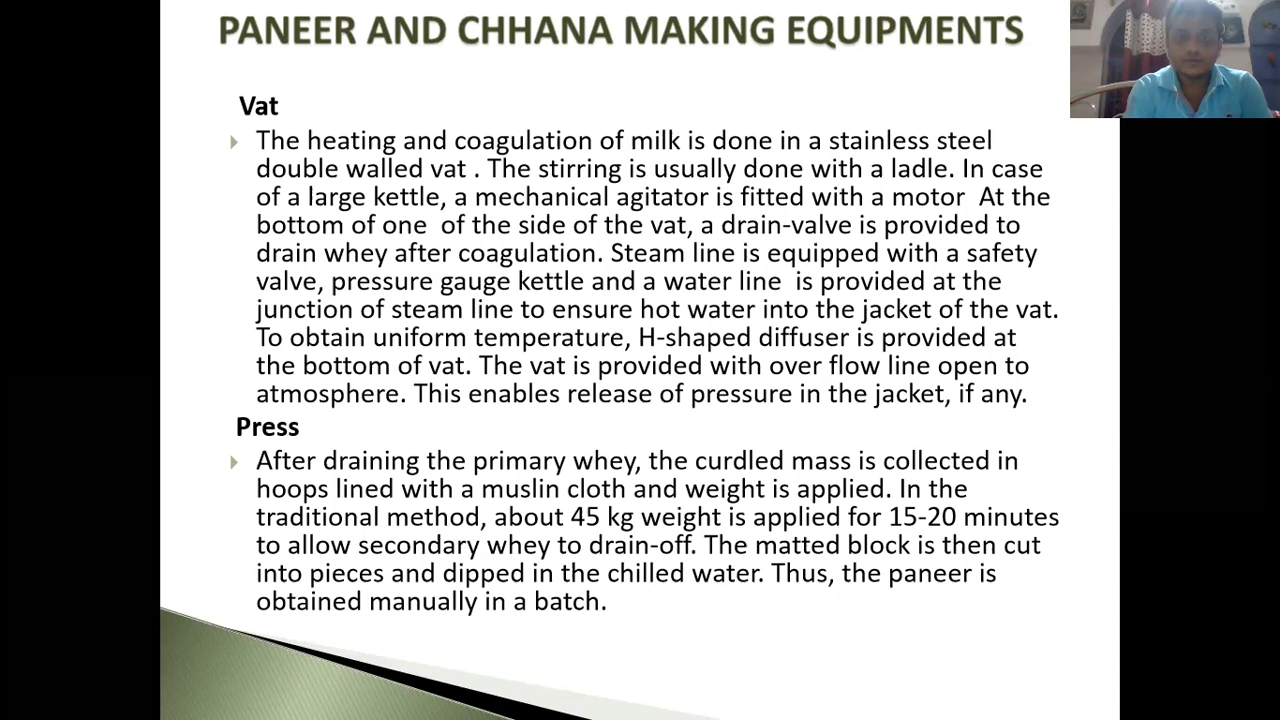 PANEER AND CHHANA MAKING EQUIPMENTS
Vat
The heating and coagulation of milk is done in a stainless steel
double walled vat . The stirring is usually done with a ladle. In case
of a large kettle, a mechanical agitator is fitted with a motor  At the
bottom of one  of the side of the vat, a drain-valve is provided to
drain whey after coagulation. Steam line is equipped with a safety
valve, pressure gauge kettle and a water line  is provided at the
junction of steam line to ensure hot water into the jacket of the vat.
To obtain uniform temperature, H-shaped diffuser is provided at
the bottom of vat. The vat is provided with over flow line open to
atmosphere. This enables release of pressure in the jacket, if any.
Press
After draining the primary whey, the curdled mass is collected in
hoops lined with a muslin cloth and weight is applied. In the
traditional method, about 45 kg weight is applied for 15-20 minutes
to allow secondary whey to drain-off. The matted block is then cut
into pieces and dipped in the chilled water. Thus, the paneer is
obtained manually in a batch.